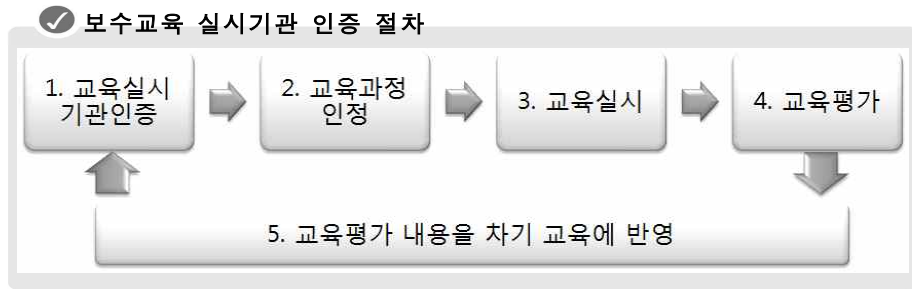 보수교육 실시기관 인증 절차
1. 교육실시
기관인증
2. 교육과정
인정
3. 교육실시
4. 교육평가
5. 교육평가 내용을 차기 교육에 반영